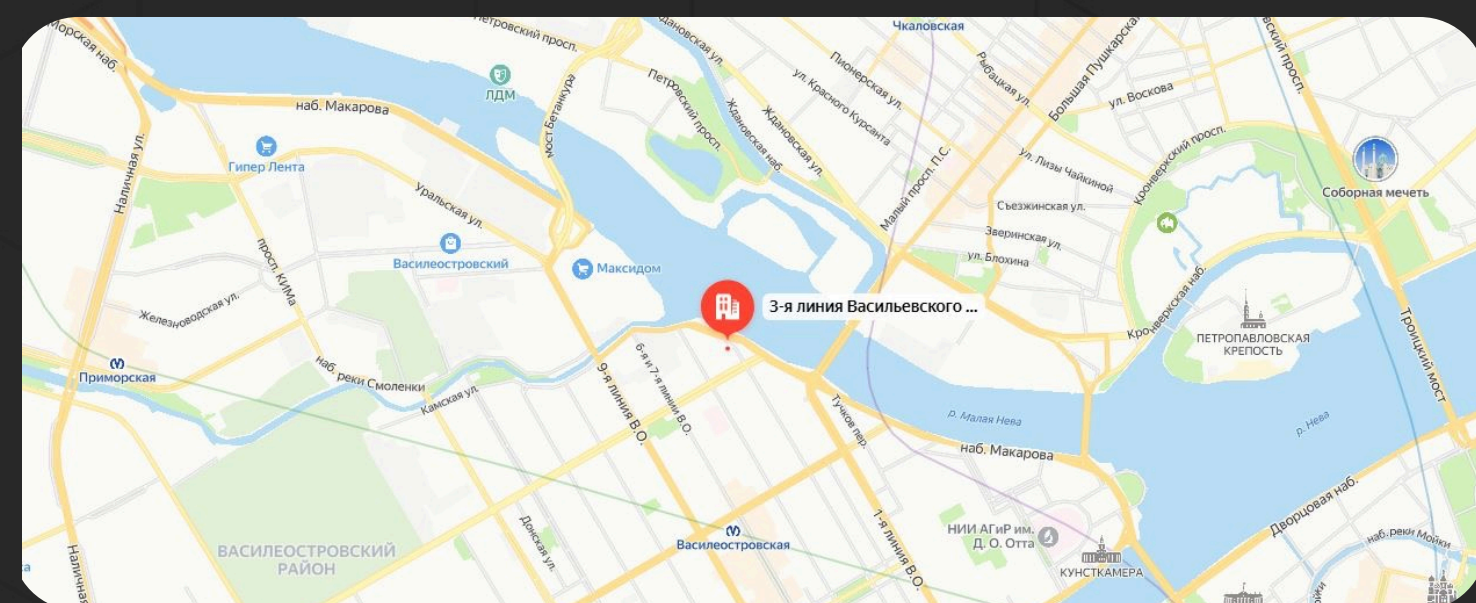 Морская наб.
Петровский просп.
Ждановская ул.
Чкаловская
Большая Пушкарская
Пионерская ул.
Рыбацкая ул.
ЛДМ
Петровский просп.
ул. Красного Курсанта
ул. Воскова
наб. Макарова
мост Бетанкура
Ждановская наб.
Ждановская ул.
Кронверкский просп.
Гипер Лента
ул. Лизы Чайкиной
Соборная мечеть
Наличная ул.
Уральская ул.
Малый просп. П.С.
Съезжинская ул.
Зверинская ул.
Василеостровский
Максидом
ул. Блохина
просп. КИМа
3-я линия Васильевского ...
Железноводская ул.
Кронверкская наб.
ПЕТРОПАВЛОВСКАЯ
КРЕПОСТЬ
Троицкий мост
Приморская
наб. реки Смоленки
Камская ул.
9-я линия В.О.
6-я и 7-я линии В.О.
Тучков пер.
р. Малая Нева
р. Нева
наб. Макарова
Дворцовая наб.
ВАСИЛЕОСТРОВСКИЙ
РАЙОН
Донская ул.
Василеостровская
1-я линия В.О.
НИИ АГиР им.
Д. О. Отта
КУНСТКАМЕРА
наб. реки Мойки
Наличная